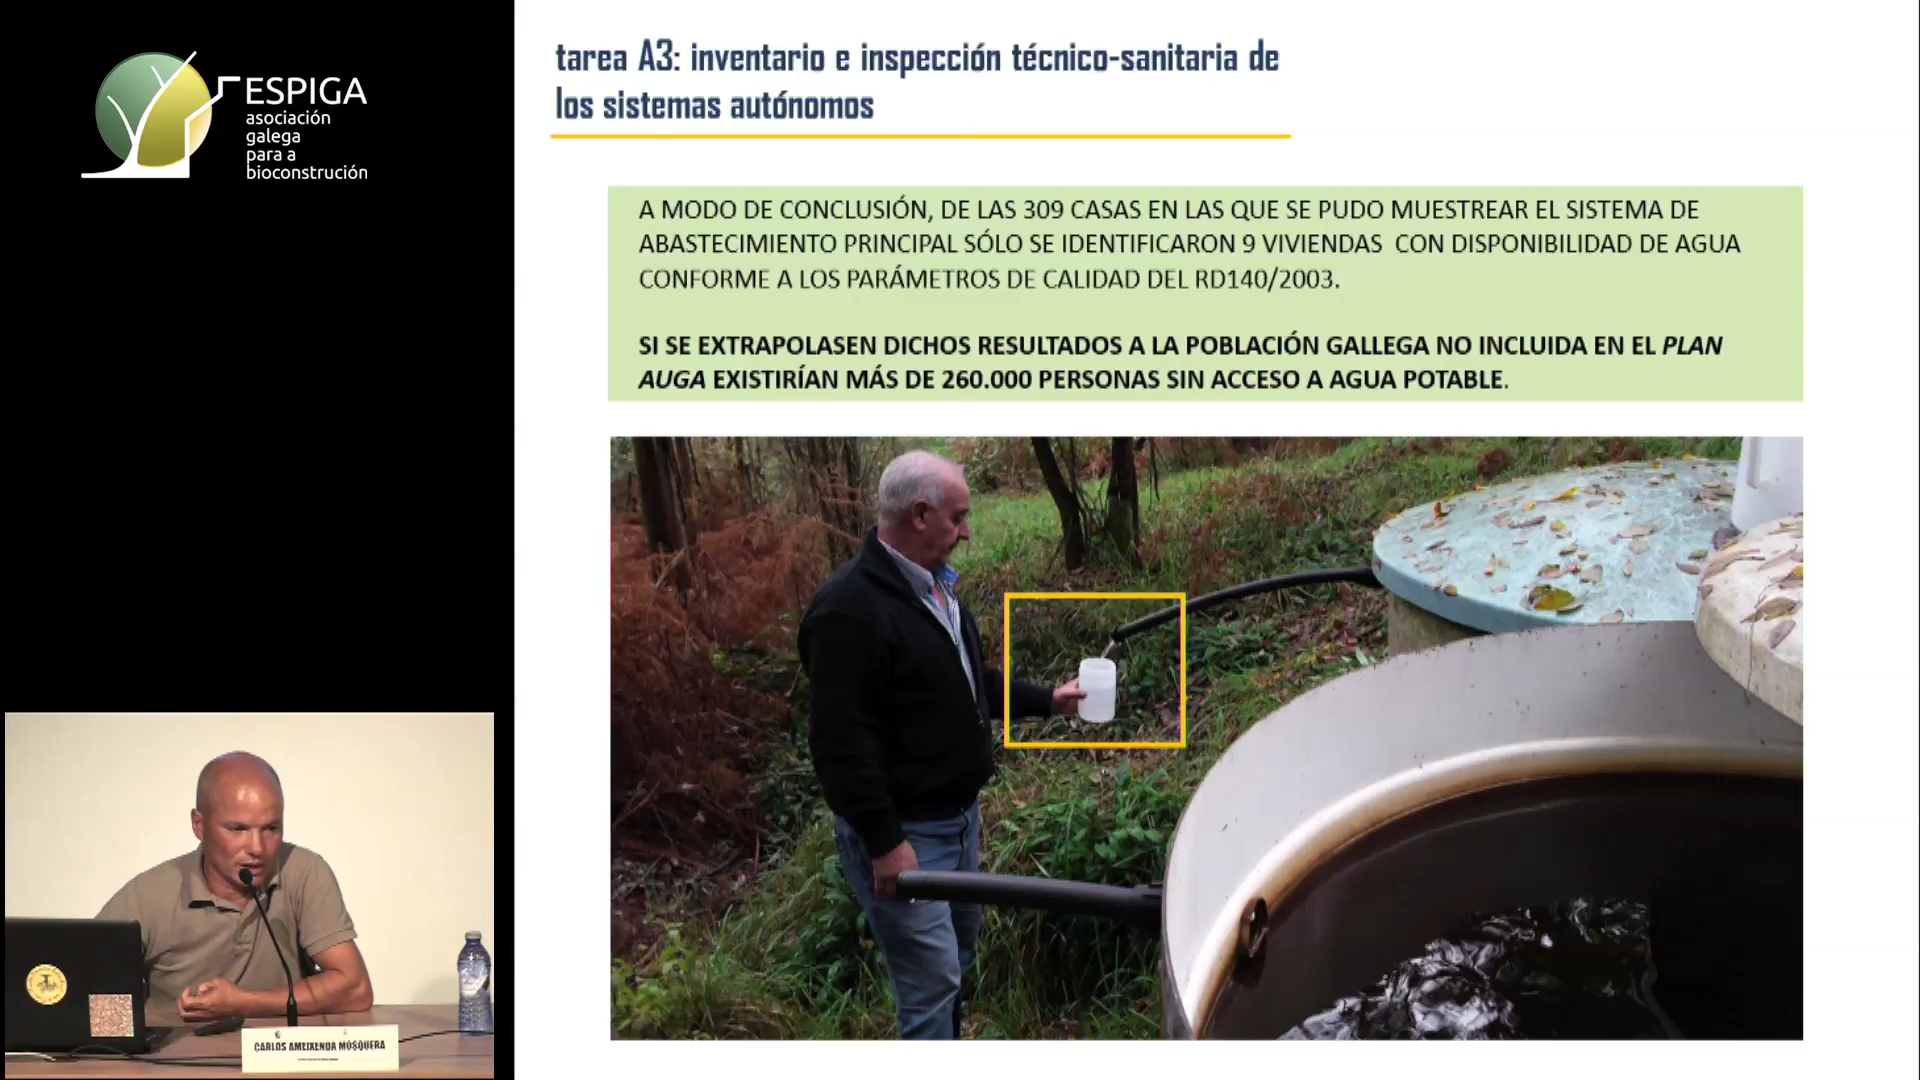 ESPIGA
asociación
galega
para a
bioconstrución
tarea A3: inventario e inspección técnico-sanitaria de
los sistemas autónomos
A MODO DE CONCLUSIÓN, DE LAS 309 CASAS EN LAS QUE SE PUDO MUESTREAR EL SISTEMA DE
ABASTECIMIENTO PRINCIPAL SÓLO SE IDENTIFICARON 9 VIVIENDAS CON DISPONIBILIDAD DE AGUA
CONFORME A LOS PARÁMETROS DE CALIDAD DEL RD140/2003.
SI SE EXTRAPOLASEN DICHOS RESULTADOS A LA POBLACIÓN GALLEGA NO INCLUIDA EN EL PLAN
AUGA EXISTIRÍAN MÁS DE 260.000 PERSONAS SIN ACCESO A AGUA POTABLE.
CARLOS AMEIXENDA MOSQUERA